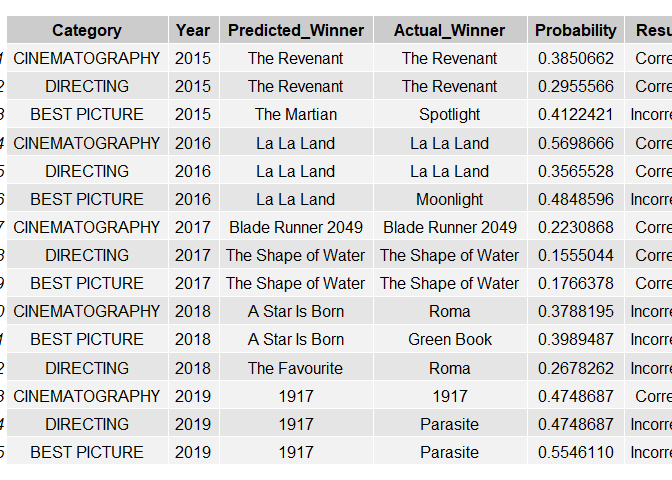 Category Year Predicted_Winner Actual_Winner Probability Resu
1 CINEMATOGRAPHY 2015 The Revenant The Revenant 0.3850662 Corre
2 DIRECTING 2015 The Revenant The Revenant 0.2955566 Corre
3 BEST PICTURE 2015 The Martian Spotlight 0.4122421 Incorre
4 CINEMATOGRAPHY 2016 La La Land La La Land 0.5698666 Corre
5 DIRECTING 2016 La La Land La La Land 0.3565528 Corre
6 BEST PICTURE 2016 La La Land Moonlight 0.4848596 Incorre
7 CINEMATOGRAPHY 2017 Blade Runner 2049 Blade Runner 2049 0.2230868 Corre
8 DIRECTING 2017 The Shape of Water The Shape of Water 0.1555044 Corre
9 BEST PICTURE 2017 The Shape of Water The Shape of Water 0.1766378 Corre
0 CINEMATOGRAPHY 2018 A Star Is Born Roma 0.3788195 Incorre
1 BEST PICTURE 2018 A Star Is Born Green Book 0.3989487 Incorre
2 DIRECTING 2018 The Favourite Roma 0.2678262 Incorre
3 CINEMATOGRAPHY 2019 1917 1917 0.4748687 Corre
4 DIRECTING 2019 1917 Parasite 0.4748687 Incorre
5 BEST PICTURE 2019 1917 Parasite 0.5546110 Incorre